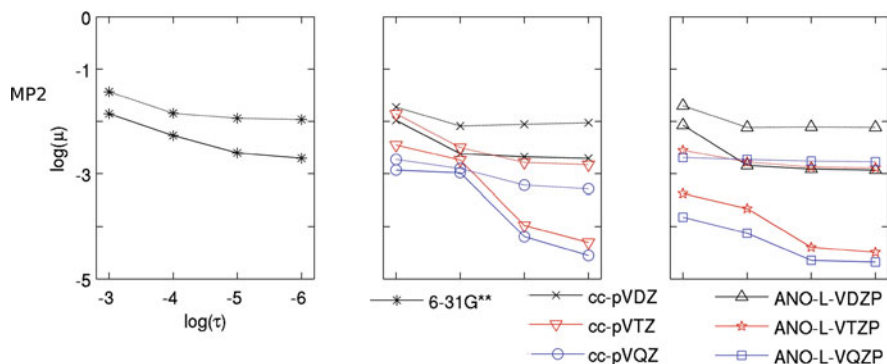 0
-1
MP2
log(μ)
-3
-5
-3 -4 -5 -6
log(τ)
6-31G**
cc-pVDZ
cc-pVTZ
cc-pVQZ
ANO-L-VDZP
ANO-L-VTZP
ANO-L-VQZP